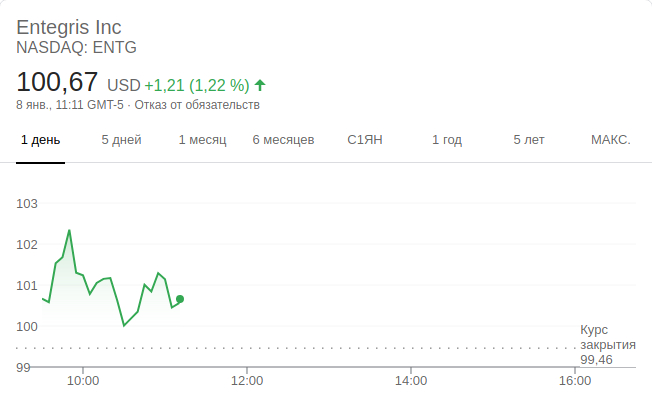 Entegris Inc
NASDAQ: ENTG
100,67 USD +1,21 (1,22 %)
8 янв., 11:11 GMT-5 · Отказ от обязательств
1 день 5 дней 1 месяц 6 месяцев С1ЯН 1 год 5 лет МАКС.
103
102
101
100
Курс
закрытия
99,46
99
10:00 12:00 14:00 16:00